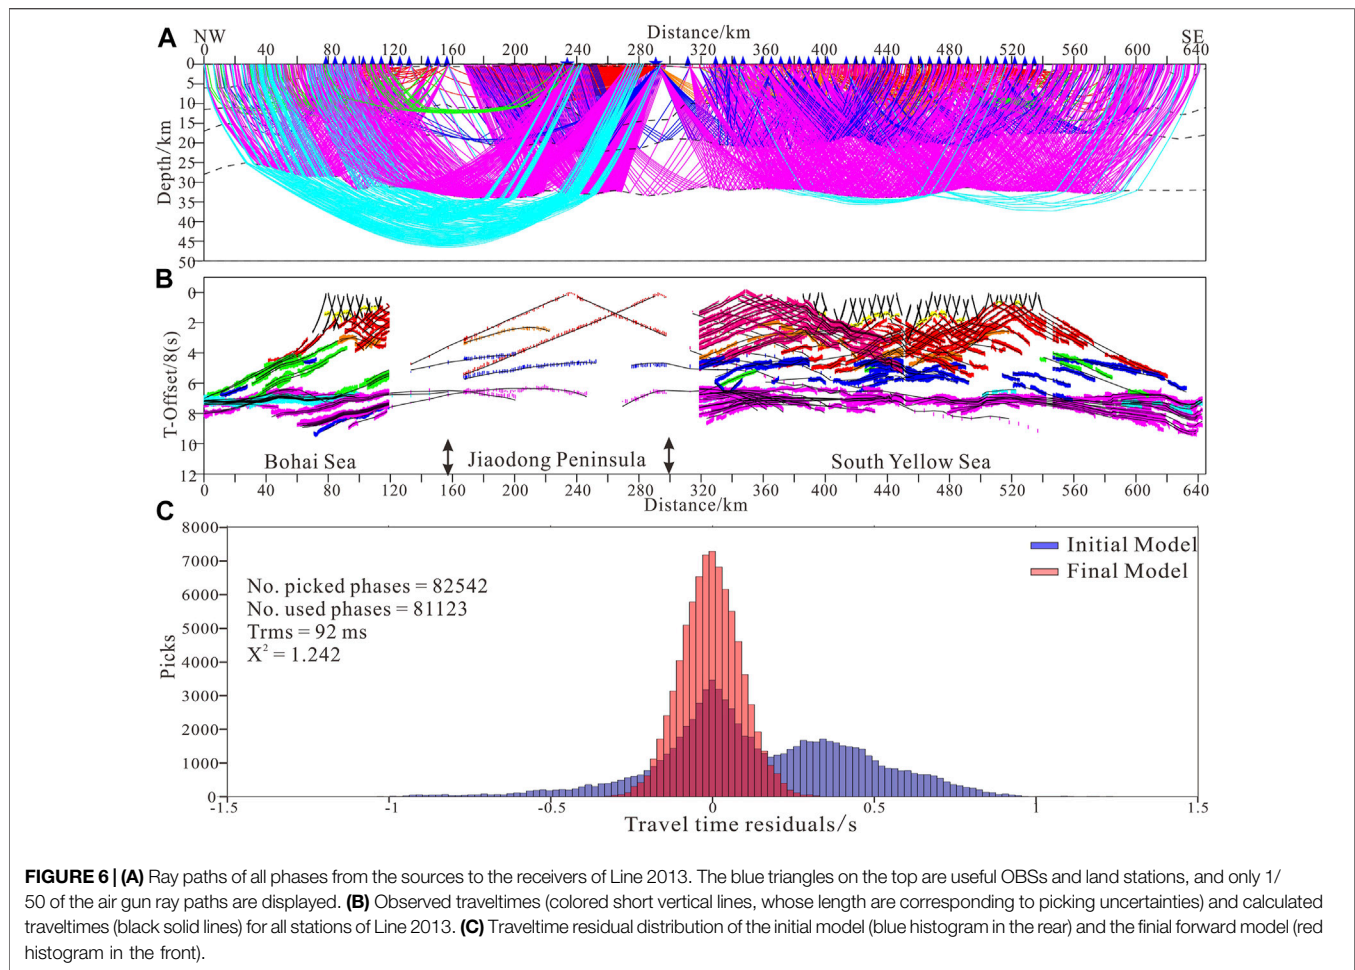 A
NW
Distance/km
SE
0 40 80 120 160 200 240 280 320 360 400 440 480 520 560 600 640
0
5
10
15
20
25
30
35
40
45
50
Depth/km
B
0
2
4
6
8
10
12
T-Offset/8(s)
Bohai Sea
Jiaodong Peninsula
South Yellow Sea
0 40 80 120 160 200 240 280 320 360 400 440 480 520 560 600 640
Distance/km
C
8000
7000
6000
5000
4000
3000
2000
1000
0
Picks
No. picked phases = 82542
No. used phases = 81123
Trms = 92 ms
X² = 1.242
Initial Model
Final Model
-1.5 -1 -0.5 0 0.5 1 1.5
Travel time residuals/s
FIGURE 6 | (A) Ray paths of all phases from the sources to the receivers of Line 2013. The blue triangles on the top are useful OBSs and land stations, and only 1/
50 of the air gun ray paths are displayed. (B) Observed traveltimes (colored short vertical lines, whose length are corresponding to picking uncertainties) and calculated
traveltimes (black solid lines) for all stations of Line 2013. (C) Traveltime residual distribution of the initial model (blue histogram in the rear) and the finial forward model (red
histogram in the front).